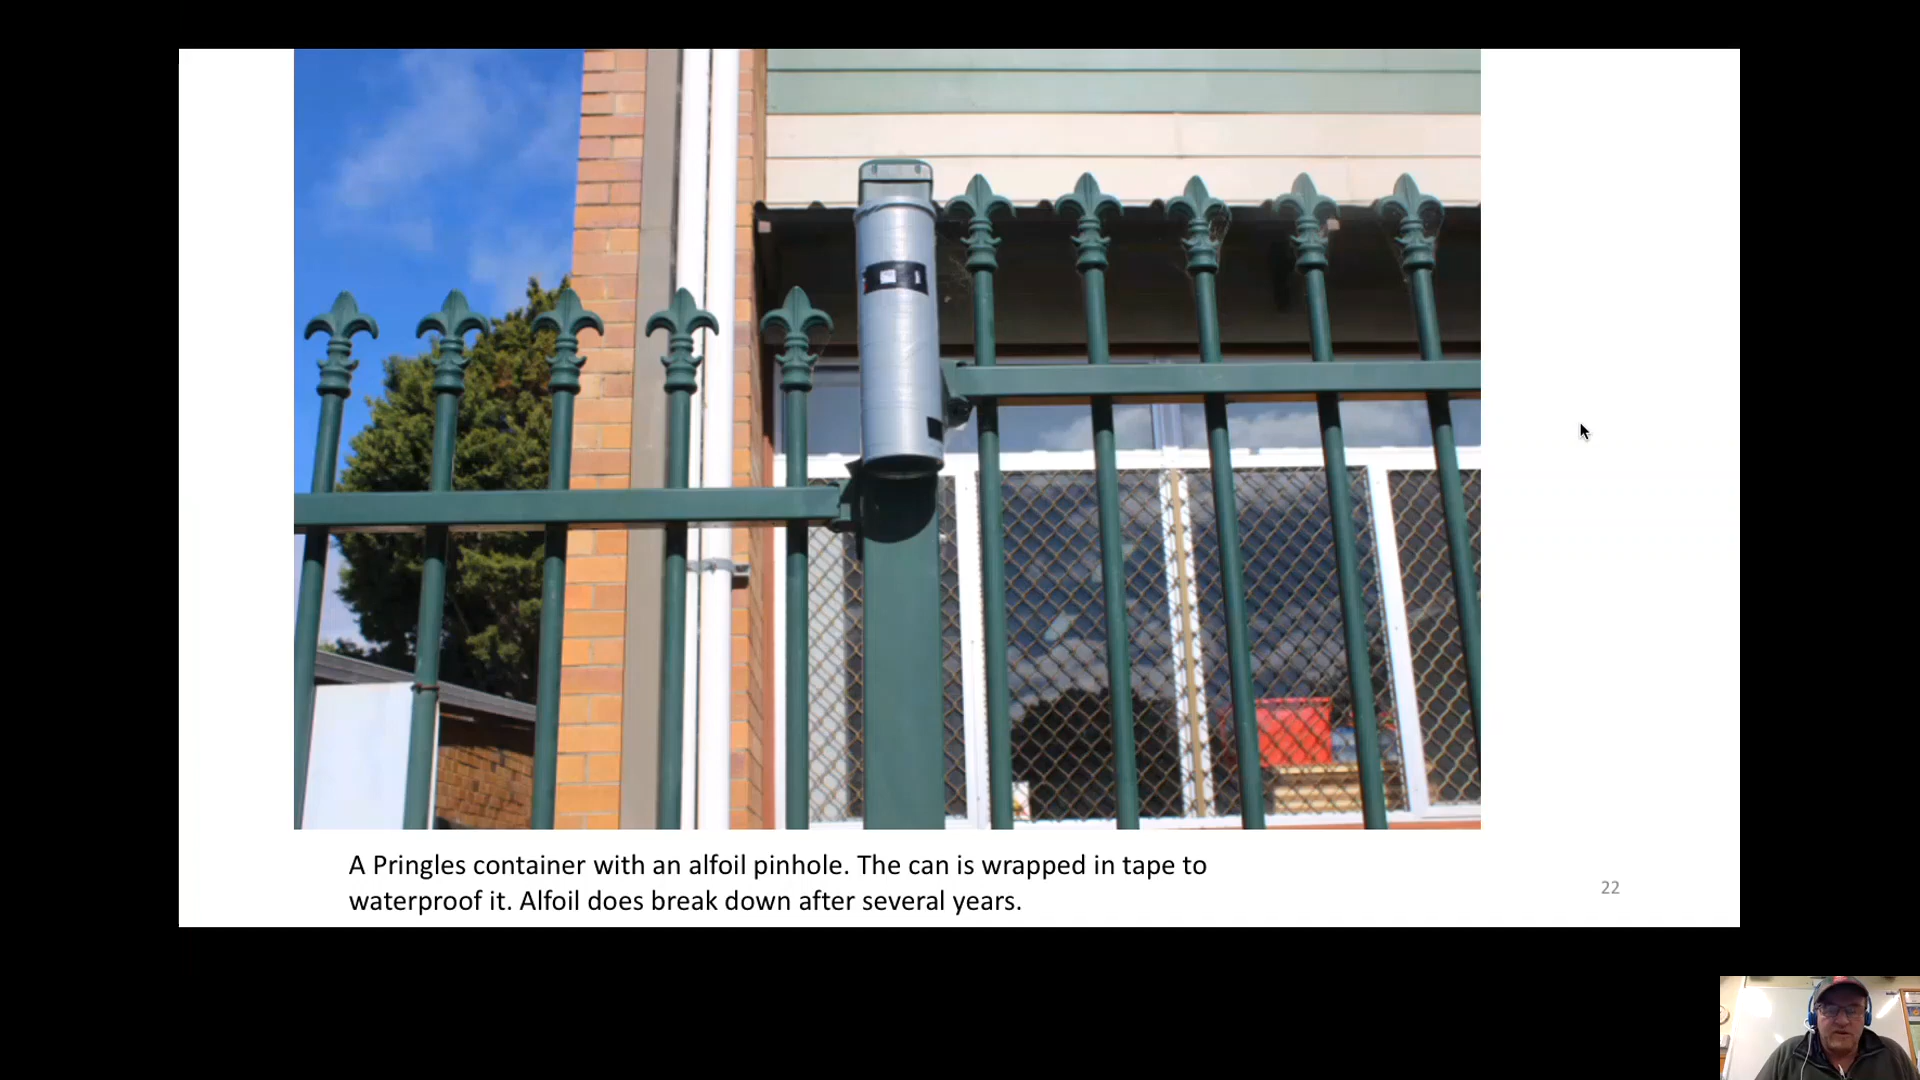 A Pringles container with an alfoil pinhole. The can is wrapped in tape to
waterproof it. Alfoil does break down after several years.
22